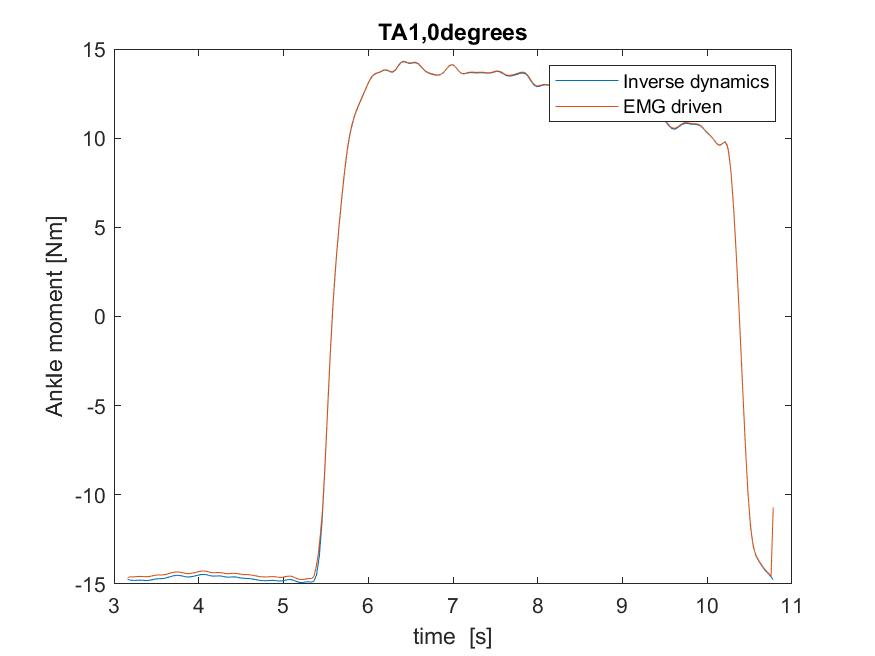 TA1,0degrees
15
10
5
0
-5
-10
-15
Ankle moment [Nm]
Inverse dynamics
EMG driven
3 4 5 6 7 8 9 10 11
time [s]